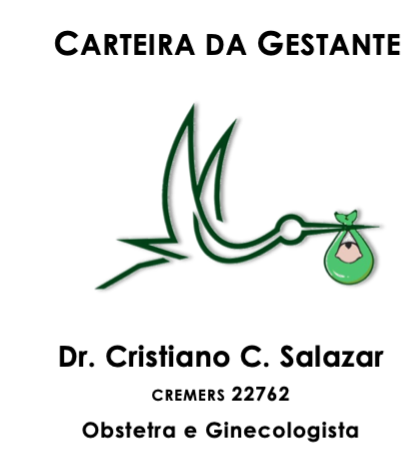 CARTEIRA DA GESTANTE
Dr. Cristiano C. Salazar
CREMERS 22762
Obstetra e Ginecologista